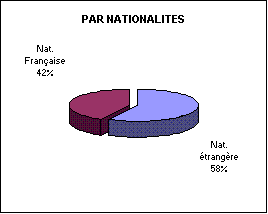 PAR NATIONALITES
Nat.
Française
42%
Nat.
étrangère
58%